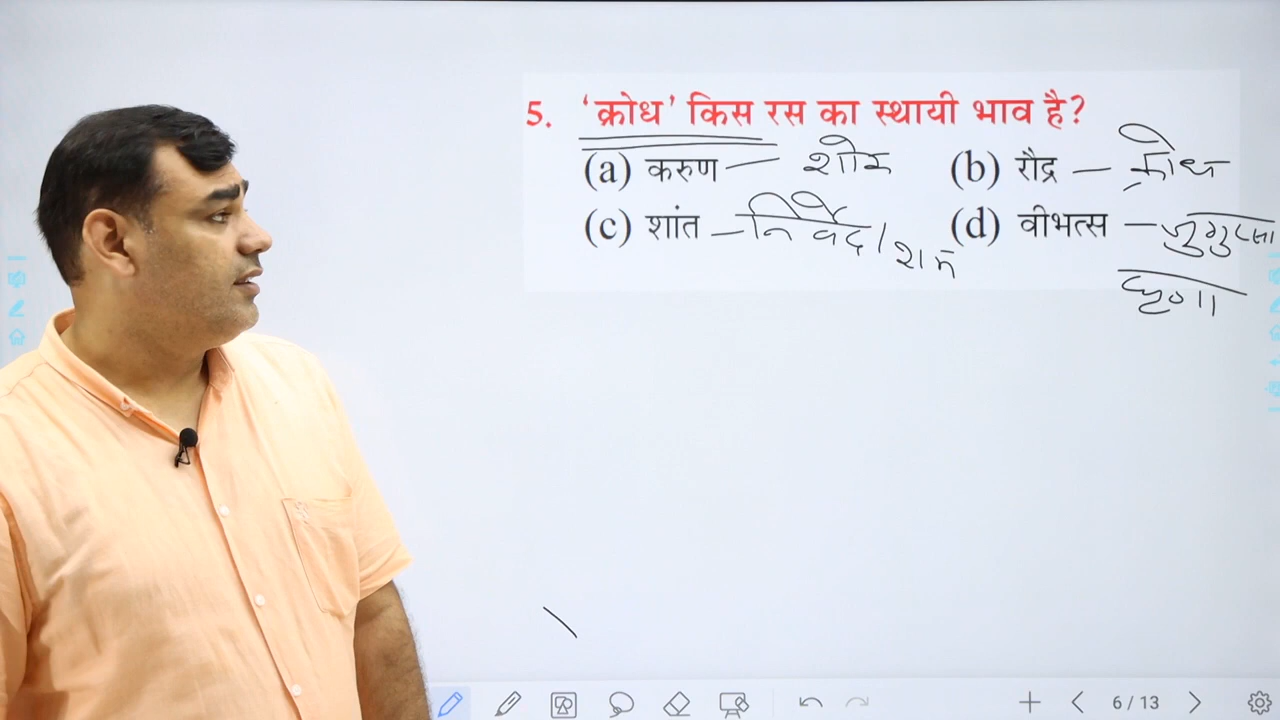 5. 'क्रोध' किस रस का स्थायी भाव है?
(a) करुण – शोक (b) रौद्र – क्रोध
(c) शांत – निर्वेद/शम (d) वीभत्स – जुगुप्सा
घृणा
6 / 13